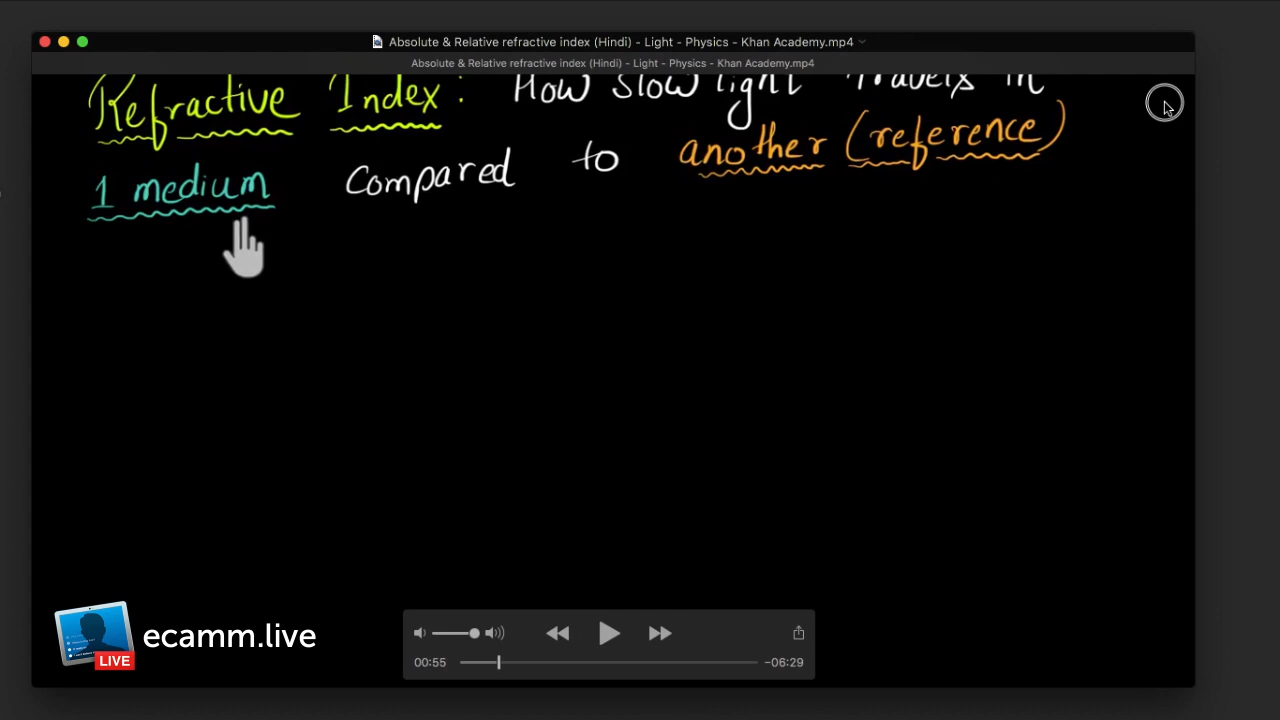 Absolute & Relative refractive index (Hindi) - Light - Physics - Khan Academy.mp4
Absolute & Relative refractive index (Hindi) - Light - Physics - Khan Academy.mp4
Refractive Index: How slow light Travels in
1 medium Compared to another (reference)
LIVE
ecamm.live
00:55
-06:29